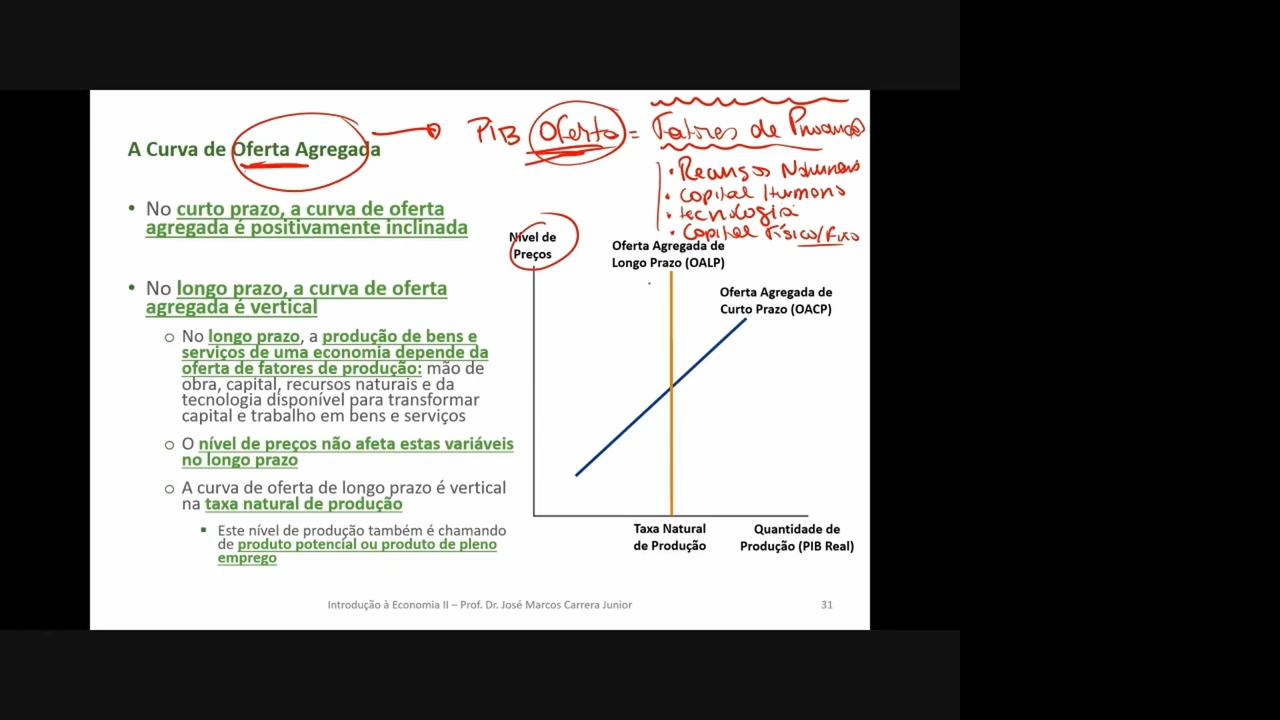 A Curva de Oferta Agregada
PIB Oferta = Fatores de Produção
• Recursos Naturais
• Capital Humano
• Tecnologia
• Capital Físico/Fixo
• No curto prazo, a curva de oferta
agregada é positivamente inclinada
• No longo prazo, a curva de oferta
agregada é vertical
o No longo prazo, a produção de bens e
serviços de uma economia depende da
oferta de fatores de produção: mão de
obra, capital, recursos naturais e da
tecnologia disponível para transformar
capital e trabalho em bens e serviços
o O nível de preços não afeta estas variáveis
no longo prazo
o A curva de oferta de longo prazo é vertical
na taxa natural de produção
▪ Este nível de produção também é chamando
de produto potencial ou produto de pleno
emprego
Nível de
Preços
Oferta Agregada de
Longo Prazo (OALP)
Oferta Agregada de
Curto Prazo (OACP)
Taxa Natural
de Produção
Quantidade de
Produção (PIB Real)
Introdução à Economia II – Prof. Dr. José Marcos Carrera Junior
31